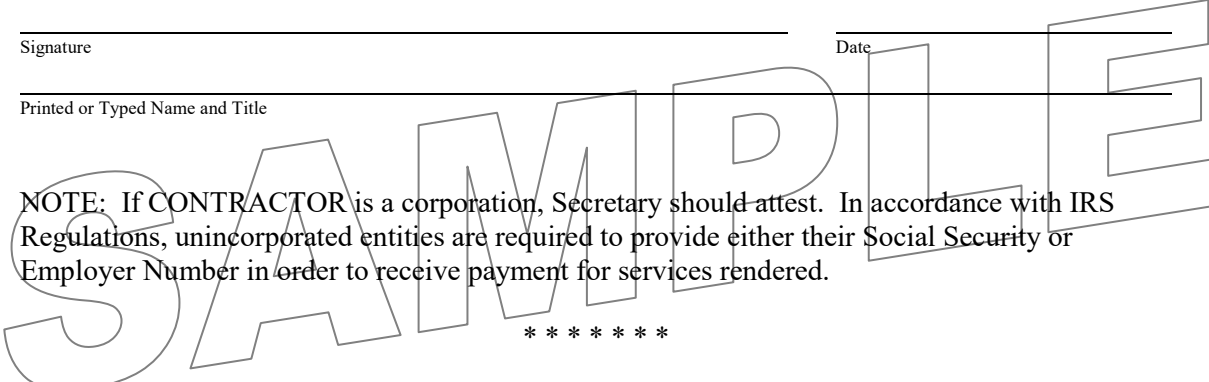 Signature Date
Printed or Typed Name and Title
NOTE:  If CONTRACTOR is a corporation, Secretary should attest.  In accordance with IRS
Regulations, unincorporated entities are required to provide either their Social Security or
Employer Number in order to receive payment for services rendered.
* * * * * * *
SAMPLE